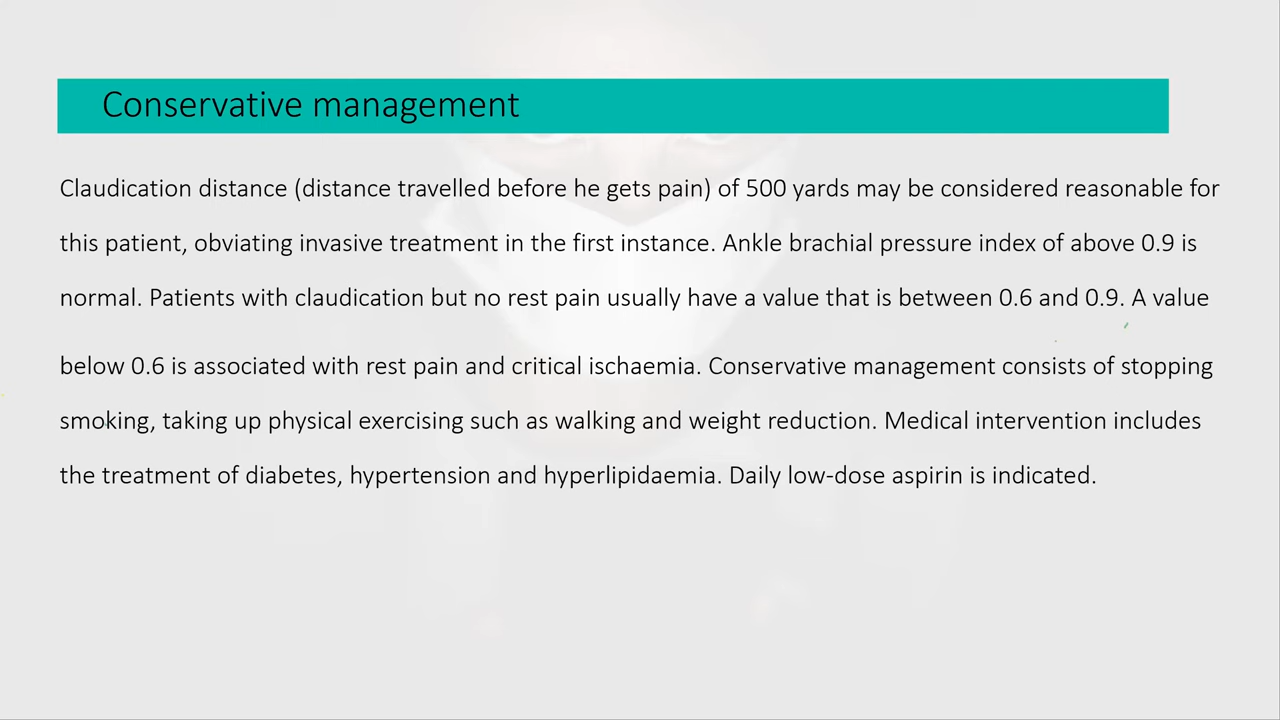 Conservative management
Claudication distance (distance travelled before he gets pain) of 500 yards may be considered reasonable for
this patient, obviating invasive treatment in the first instance. Ankle brachial pressure index of above 0.9 is
normal. Patients with claudication but no rest pain usually have a value that is between 0.6 and 0.9. A value
below 0.6 is associated with rest pain and critical ischaemia. Conservative management consists of stopping
smoking, taking up physical exercising such as walking and weight reduction. Medical intervention includes
the treatment of diabetes, hypertension and hyperlipidaemia. Daily low-dose aspirin is indicated.